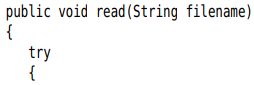 public void read(String filename)
{
try
{